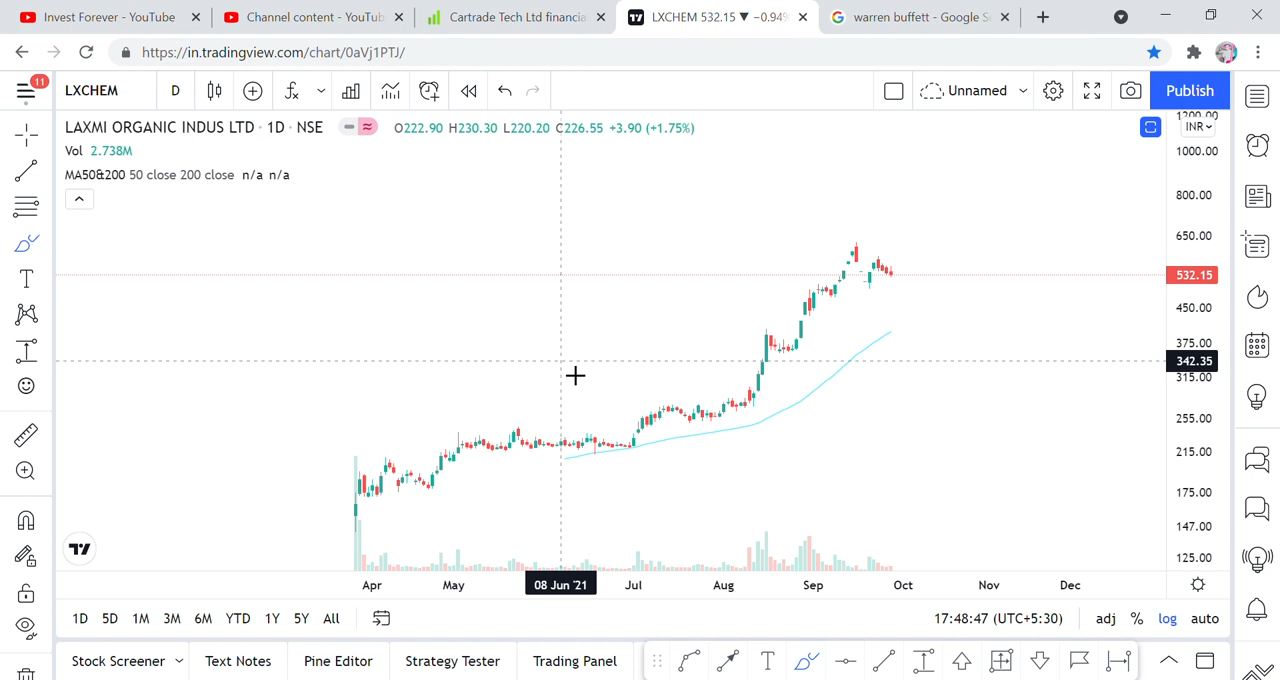 Invest Forever - YouTube
Channel content - YouTub
Cartrade Tech Ltd financia
LXCHEM 532.15 ▼ −0.94%
warren buffett - Google Se
https://in.tradingview.com/chart/0aVj1PTJ/
11
LXCHEM
D
Unnamed
Publish
LAXMI ORGANIC INDUS LTD · 1D · NSE
O222.90 H230.30 L220.20 C226.55 +3.90 (+1.75%)
Vol 2.738M
MA50&200 50 close 200 close n/a n/a
1200.00
INR
1000.00
800.00
650.00
532.15
450.00
375.00
342.35
315.00
255.00
215.00
175.00
147.00
125.00
Apr
May
08 Jun '21
Jul
Aug
Sep
Oct
Nov
Dec
1D 5D 1M 3M 6M YTD 1Y 5Y All
17:48:47 (UTC+5:30)
adj % log auto
Stock Screener
Text Notes
Pine Editor
Strategy Tester
Trading Panel